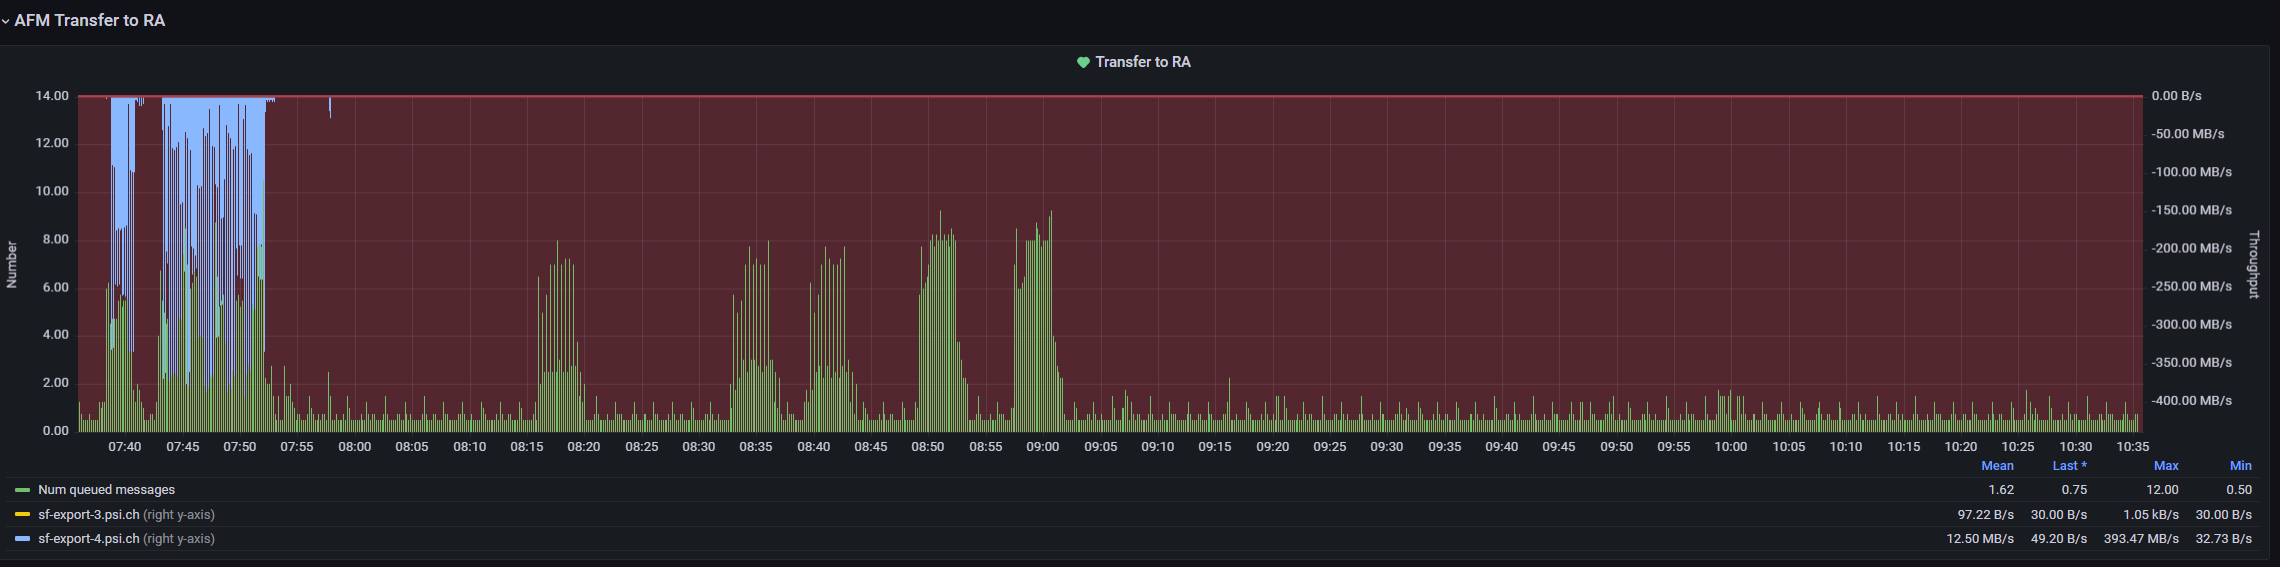 AFM Transfer to RA
Transfer to RA
14.00
12.00
10.00
8.00
6.00
4.00
2.00
0.00
Number
0.00 B/s
-50.00 MB/s
-100.00 MB/s
-150.00 MB/s
-200.00 MB/s
-250.00 MB/s
-300.00 MB/s
-350.00 MB/s
-400.00 MB/s
Throughput
07:40 07:45 07:50 07:55 08:00 08:05 08:10 08:15 08:20 08:25 08:30 08:35 08:40 08:45 08:50 08:55 09:00 09:05 09:10 09:15 09:20 09:25 09:30 09:35 09:40 09:45 09:50 09:55 10:00 10:05 10:10 10:15 10:20 10:25 10:30 10:35
Mean Last * Max Min
Num queued messages 1.62 0.75 12.00 0.50
sf-export-3.psi.ch (right y-axis) 97.22 B/s 30.00 B/s 1.05 kB/s 30.00 B/s
sf-export-4.psi.ch (right y-axis) 12.50 MB/s 49.20 B/s 393.47 MB/s 32.73 B/s